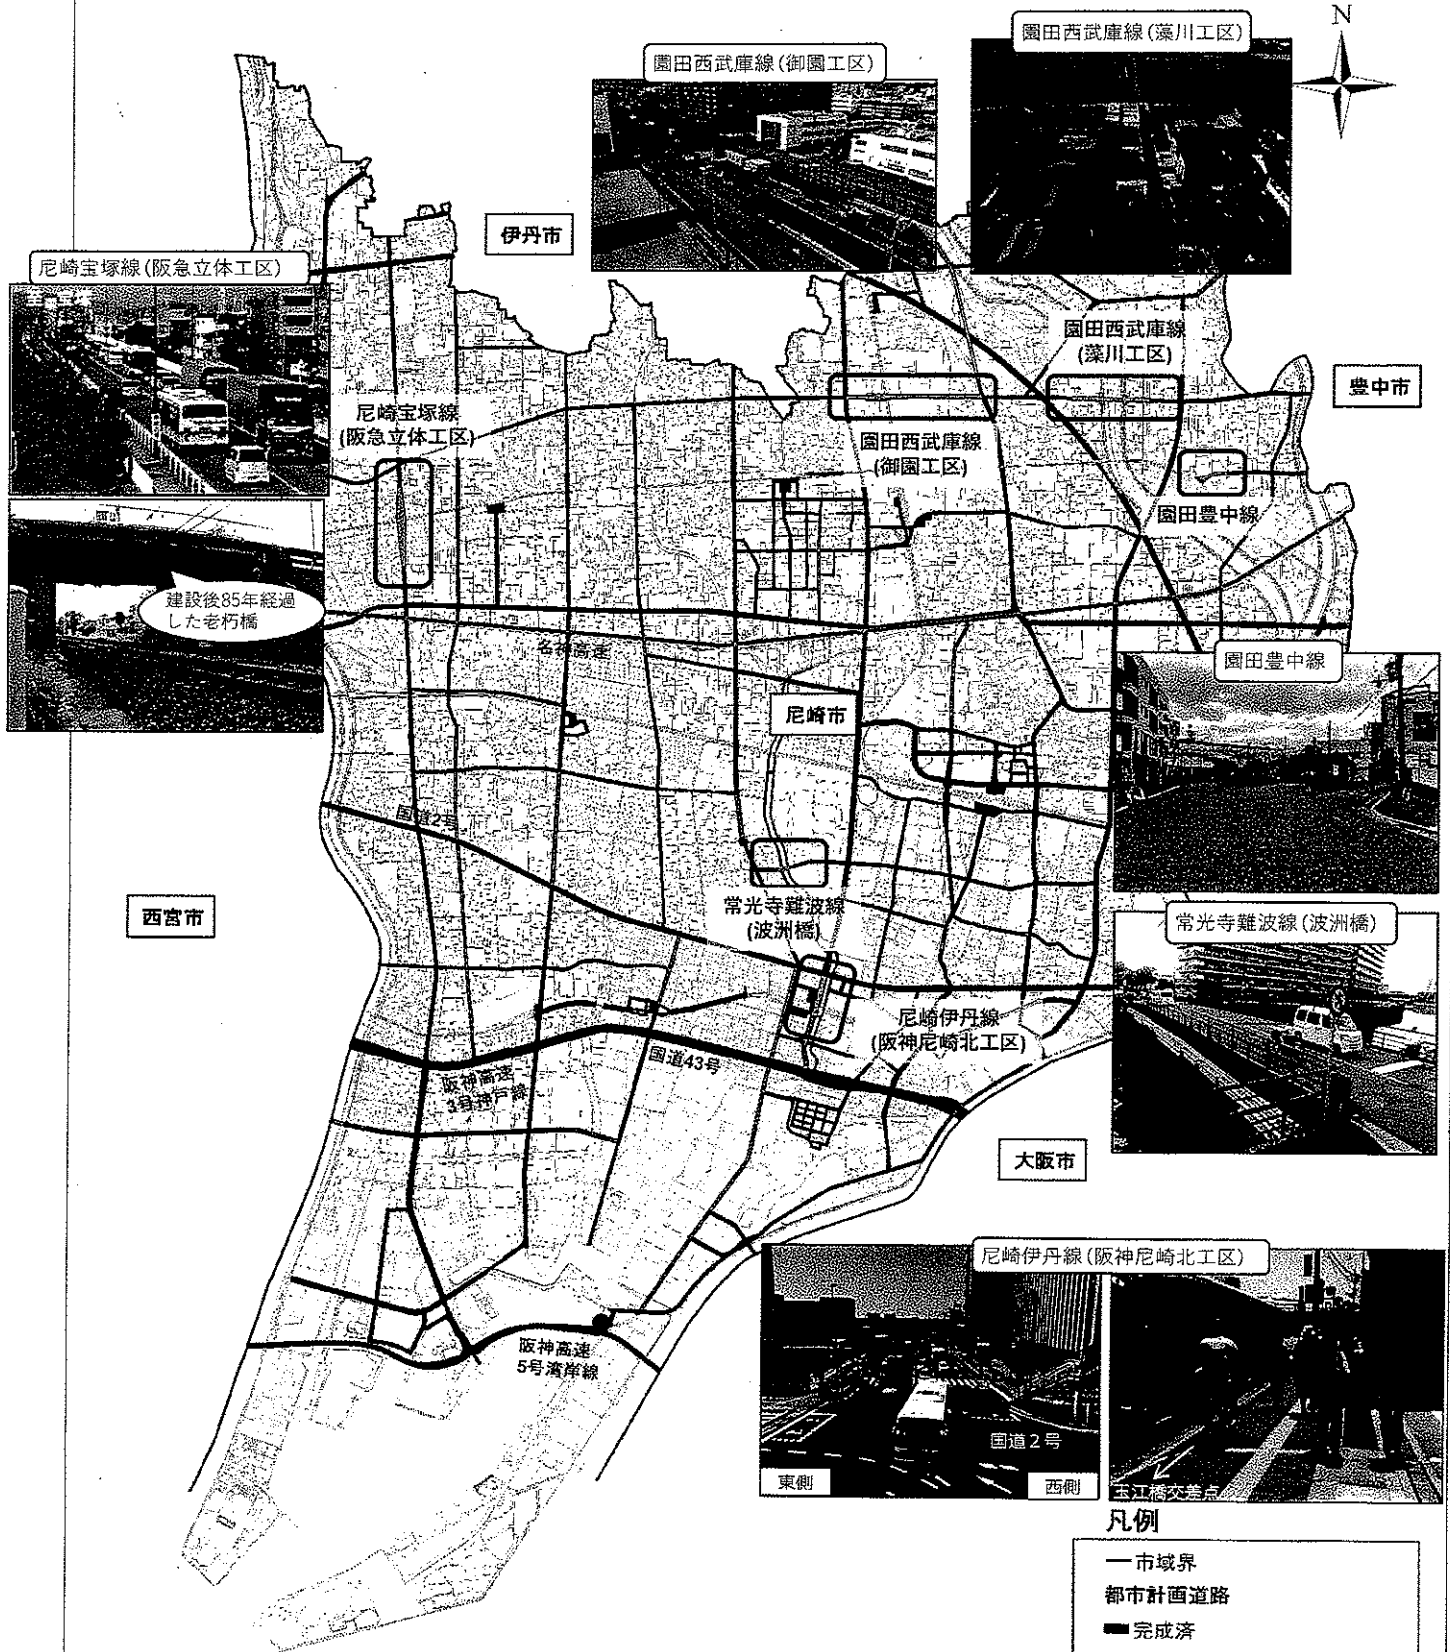 N
園田西武庫線(藻川工区)
園田西武庫線(御園工区)
伊丹市
尼崎宝塚線(阪急立体工区)
園田西武庫線
(藻川工区)
豊中市
尼崎宝塚線
(阪急立体工区)
園田西武庫線
(御園工区)
園田豊中線
建設後85年経過
した老朽橋
名神高速
園田豊中線
尼崎市
国道2号
西宮市
常光寺難波線
(波洲橋)
常光寺難波線(波洲橋)
尼崎伊丹線
(阪神尼崎北工区)
国道43号
阪神高速
3号神戸線
大阪市
尼崎伊丹線(阪神尼崎北工区)
阪神高速
5号湾岸線
国道2号
東側
西側
玉江橋交差点
凡例
市域界
都市計画道路
完成済